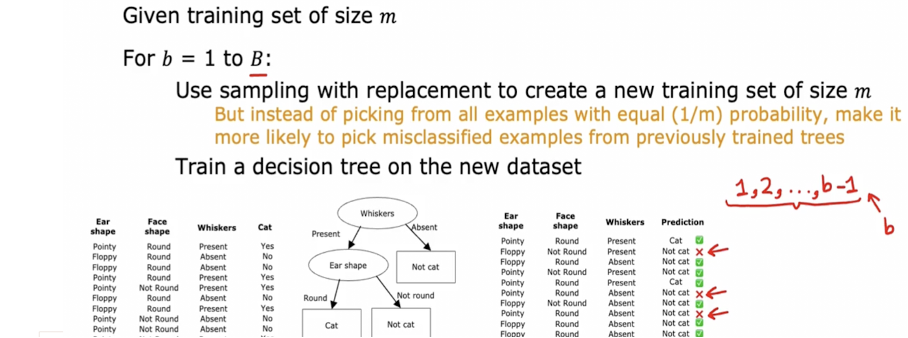 Given training set of size m
For b = 1 to B:
Use sampling with replacement to create a new training set of size m
But instead of picking from all examples with equal (1/m) probability, make it
more likely to pick misclassified examples from previously trained trees
Train a decision tree on the new dataset
1, 2, ..., b-1
b
Ear shape Face shape Whiskers Cat
Pointy Round Present Yes
Floppy Round Absent No
Floppy Round Absent No
Pointy Round Present Yes
Pointy Not Round Present Yes
Floppy Round Absent No
Floppy Round Present Yes
Pointy Not Round Absent No
Pointy Not Round Absent No
Whiskers
Present
Absent
Ear shape
Not cat
Round
Not round
Cat
Not cat
Ear shape Face shape Whiskers Prediction
Pointy Round Present Cat ✅
Floppy Not Round Present Not cat ❌
Floppy Round Absent Not cat ✅
Pointy Not Round Present Not cat ✅
Pointy Round Present Cat ✅
Pointy Round Absent Not cat ❌
Floppy Not Round Absent Not cat ✅
Pointy Round Absent Not cat ❌
Floppy Round Absent Not cat ✅
Floppy Round Absent Not cat ✅